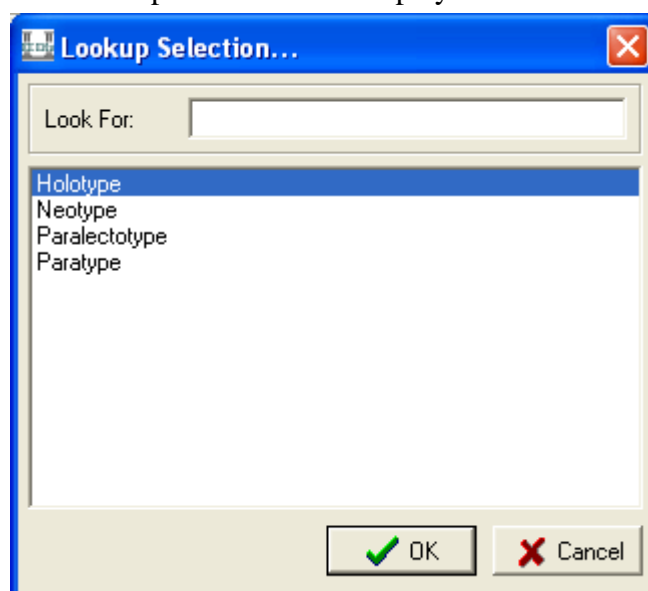 Lookup Selection...
Look For:
Holotype
Neotype
Paralectotype
Paratype
OK Cancel